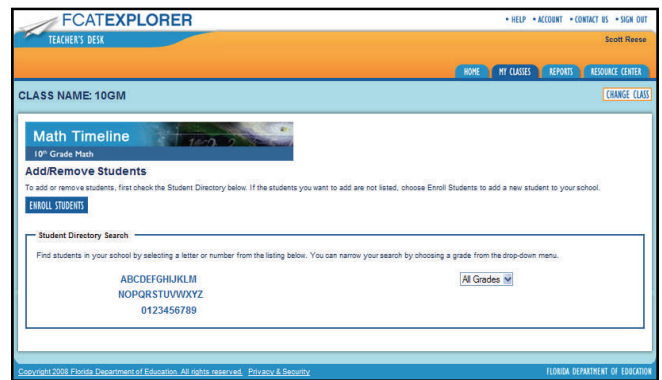 FCATEXPLORER
• HELP • ACCOUNT • CONTACT US • SIGN OUT
TEACHER'S DESK
Scott Reese
HOME MY CLASSES REPORTS RESOURCE CENTER
CLASS NAME: 10GM
CHANGE CLASS
Math Timeline
10th Grade Math
Add/Remove Students
To add or remove students, first check the Student Directory below. If the students you want to add are not listed, choose Enroll Students to add a new student to your school.
ENROLL STUDENTS
Student Directory Search
Find students in your school by selecting a letter or number from the listing below. You can narrow your search by choosing a grade from the drop-down menu.
ABCDEFGHIJKLM
All Grades
NOPQRSTUVWXYZ
0123456789
Copyright 2008 Florida Department of Education. All rights reserved. Privacy & Security
FLORIDA DEPARTMENT OF EDUCATION